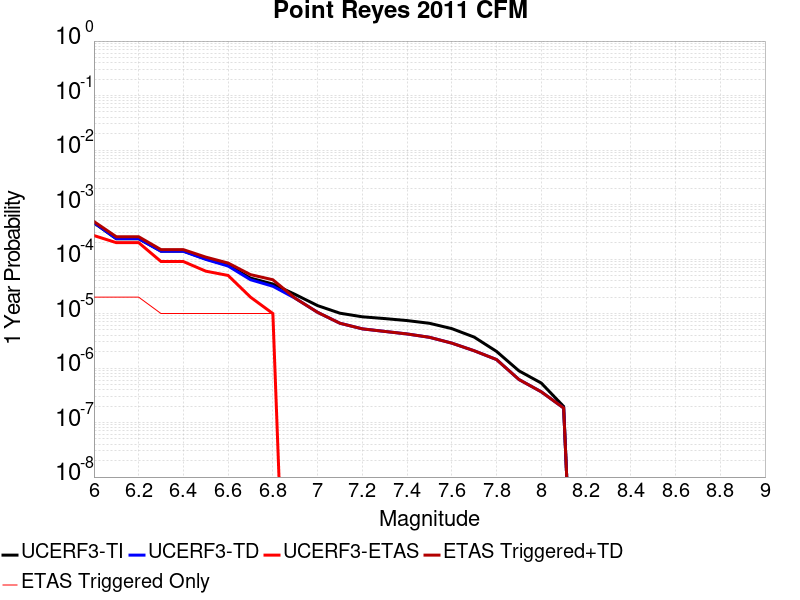 Point Reyes 2011 CFM
10^0
10^-1
10^-2
10^-3
10^-4
10^-5
10^-6
10^-7
10^-8
1 Year Probability
6 6.2 6.4 6.6 6.8 7 7.2 7.4 7.6 7.8 8 8.2 8.4 8.6 8.8 9
Magnitude
UCERF3-TI UCERF3-TD UCERF3-ETAS ETAS Triggered+TD
ETAS Triggered Only